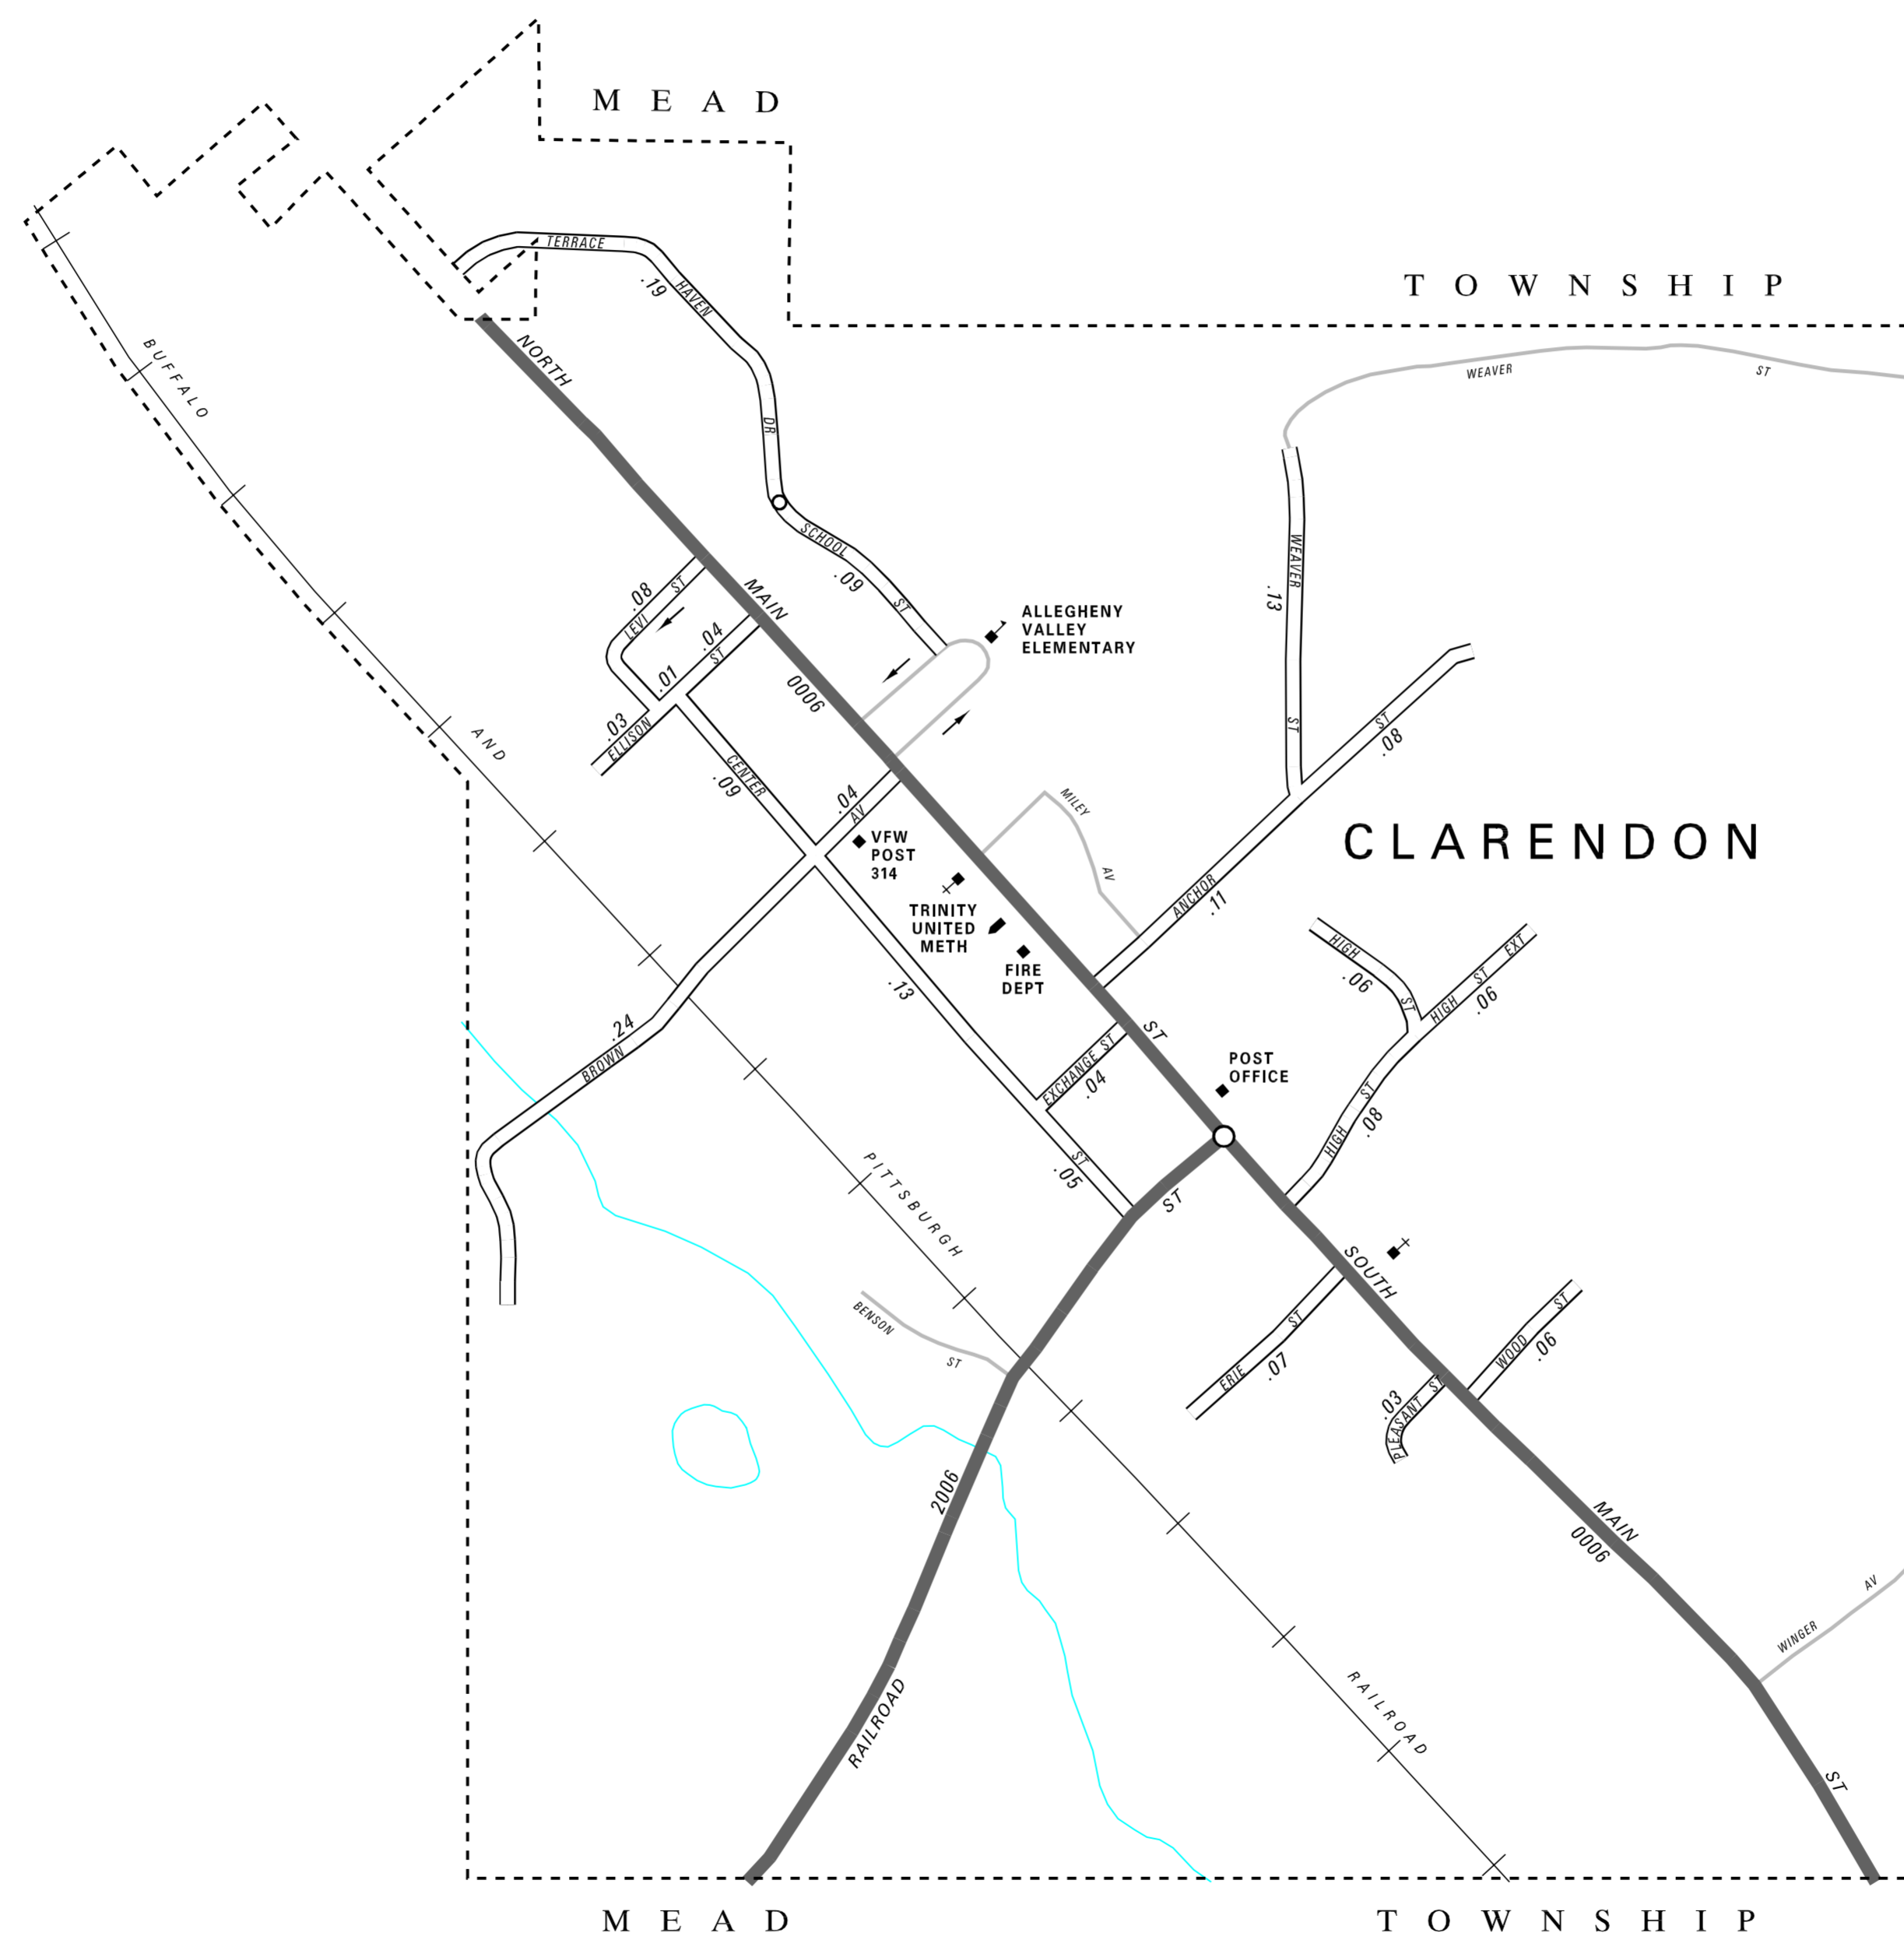 MEAD
TOWNSHIP
TERRACE
.19
HAVEN
DR
NORTH
BUFFALO
WEAVER
ST
SCHOOL
.09
ST
.08
ST
LEVI
MAIN
.04
ST
.01
0006
.03
ELLISON
ALLEGHENY
VALLEY
ELEMENTARY
WEAVER
.13
ST
ST
.08
AND
CENTER
.09
.04
AV
VFW
POST
314
MILEY
AV
CLARENDON
ANCHOR
.11
TRINITY
UNITED
METH
FIRE
DEPT
.13
HIGH
.06
ST
HIGH ST EXT
.06
.24
BROWN
EXCHANGE ST
.04
ST
POST
OFFICE
HIGH ST
.08
PITTSBURGH
ST
.05
ST
SOUTH
BENSON
ST
ERIE ST
.07
WOOD ST
.06
.03
PLEASANT ST
2006
MAIN
0006
WINGER
AV
RAILROAD
RAILROAD
ST
MEAD
TOWNSHIP